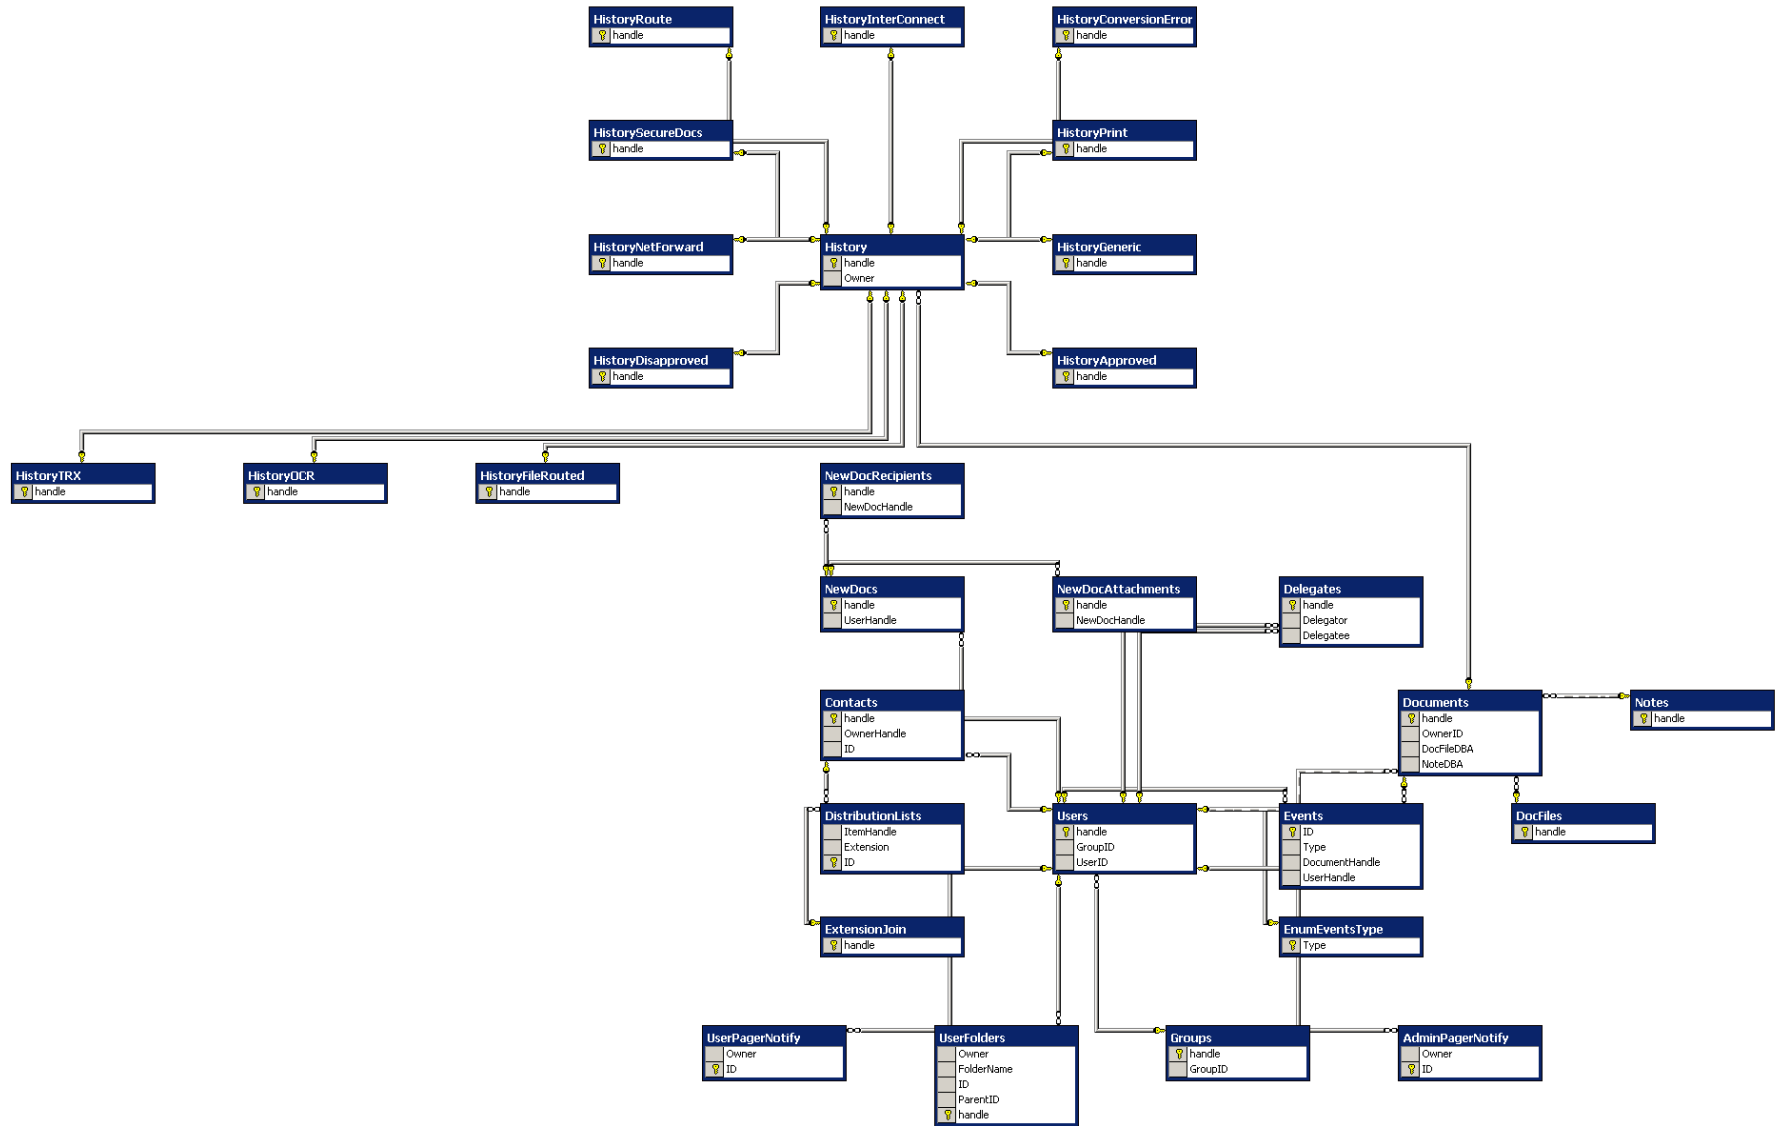 HistoryRoute
handle
HistoryInterConnect
handle
HistoryConversionError
handle
HistorySecureDocs
handle
HistoryPrint
handle
HistoryNetForward
handle
History
handle
Owner
HistoryGeneric
handle
HistoryDisapproved
handle
HistoryApproved
handle
HistoryTRX
handle
HistoryOCR
handle
HistoryFileRouted
handle
NewDocRecipients
handle
NewDocHandle
NewDocs
handle
UserHandle
NewDocAttachments
handle
NewDocHandle
Delegates
handle
Delegator
Delegatee
Contacts
handle
OwnerHandle
ID
Documents
handle
OwnerID
DocFileDBA
NoteDBA
Notes
handle
DistributionLists
ItemHandle
Extension
ID
Users
handle
GroupID
UserID
Events
ID
Type
DocumentHandle
UserHandle
DocFiles
handle
ExtensionJoin
handle
EnumEventsType
Type
UserPagerNotify
Owner
ID
UserFolders
Owner
FolderName
ID
ParentID
handle
Groups
handle
GroupID
AdminPagerNotify
Owner
ID